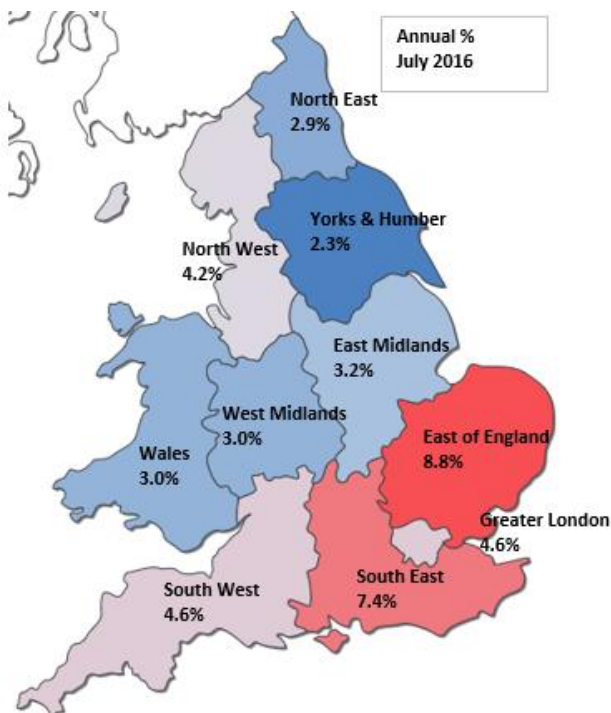 Annual %
July 2016
North East
2.9%
Yorks & Humber
2.3%
North West
4.2%
East Midlands
3.2%
West Midlands
3.0%
Wales
3.0%
East of England
8.8%
Greater London
4.6%
South West
4.6%
South East
7.4%